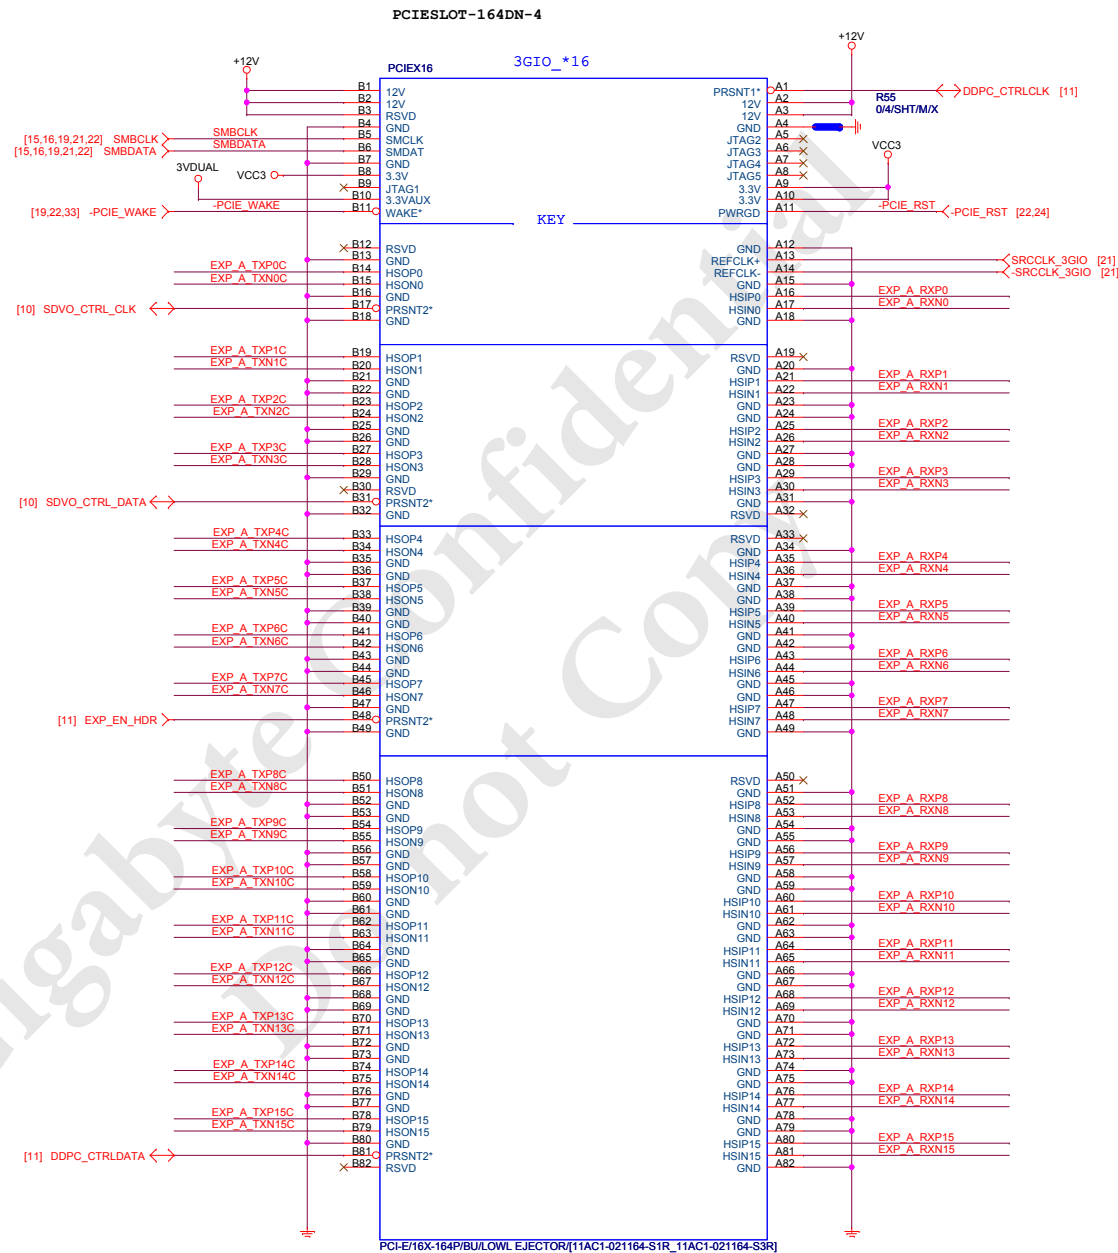 PCIESLOT-164DN-4
+12V
+12V
PCIEX16
3GIO_*16
B1 12V PRSNT1* A1 DDPC_CTRLCLK [11]
B2 12V 12V A2
R55
0/4/SHT/M/X
B3 RSVD 12V A3
B4 GND GND A4
[15,16,19,21,22] SMBCLK SMBCLK B5 SMCLK JTAG2 A5
[15,16,19,21,22] SMBDATA SMBDATA B6 SMDAT JTAG3 A6
VCC3
B7 GND JTAG4 A7
3VDUAL
VCC3 B8 3.3V JTAG5 A8
B9 JTAG1 3.3V A9
B10 3.3VAUX 3.3V A10
[19,22,33] -PCIE_WAKE -PCIE_WAKE B11 WAKE* PWRGD A11 -PCIE_RST -PCIE_RST [22,24]
KEY
B12 RSVD GND A12
B13 GND REFCLK+ A13 SRCCLK_3GIO [21]
EXP_A_TXP0C B14 HSOP0 REFCLK- A14 -SRCCLK_3GIO [21]
EXP_A_TXN0C B15 HSON0 GND A15
B16 GND HSIP0 A16 EXP_A_RXP0
[10] SDVO_CTRL_CLK B17 PRSNT2* HSIN0 A17 EXP_A_RXN0
B18 GND GND A18
EXP_A_TXP1C B19 HSOP1 RSVD A19
EXP_A_TXN1C B20 HSON1 GND A20
B21 GND HSIP1 A21 EXP_A_RXP1
B22 GND HSIN1 A22 EXP_A_RXN1
EXP_A_TXP2C B23 HSOP2 GND A23
EXP_A_TXN2C B24 HSON2 GND A24
B25 GND HSIP2 A25 EXP_A_RXP2
B26 GND HSIN2 A26 EXP_A_RXN2
EXP_A_TXP3C B27 HSOP3 GND A27
EXP_A_TXN3C B28 HSON3 GND A28
B29 GND HSIP3 A29 EXP_A_RXP3
B30 RSVD HSIN3 A30 EXP_A_RXN3
[10] SDVO_CTRL_DATA B31 PRSNT2* GND A31
B32 GND RSVD A32
EXP_A_TXP4C B33 HSOP4 RSVD A33
EXP_A_TXN4C B34 HSON4 GND A34
B35 GND HSIP4 A35 EXP_A_RXP4
B36 GND HSIN4 A36 EXP_A_RXN4
EXP_A_TXP5C B37 HSOP5 GND A37
EXP_A_TXN5C B38 HSON5 GND A38
B39 GND HSIP5 A39 EXP_A_RXP5
B40 GND HSIN5 A40 EXP_A_RXN5
EXP_A_TXP6C B41 HSOP6 GND A41
EXP_A_TXN6C B42 HSON6 GND A42
B43 GND HSIP6 A43 EXP_A_RXP6
B44 GND HSIN6 A44 EXP_A_RXN6
EXP_A_TXP7C B45 HSOP7 GND A45
EXP_A_TXN7C B46 HSON7 GND A46
B47 GND HSIP7 A47 EXP_A_RXP7
[11] EXP_EN_HDR B48 PRSNT2* HSIN7 A48 EXP_A_RXN7
B49 GND GND A49
EXP_A_TXP8C B50 HSOP8 RSVD A50
EXP_A_TXN8C B51 HSON8 GND A51
B52 GND HSIP8 A52 EXP_A_RXP8
B53 GND HSIN8 A53 EXP_A_RXN8
EXP_A_TXP9C B54 HSOP9 GND A54
EXP_A_TXN9C B55 HSON9 GND A55
B56 GND HSIP9 A56 EXP_A_RXP9
B57 GND HSIN9 A57 EXP_A_RXN9
EXP_A_TXP10C B58 HSOP10 GND A58
EXP_A_TXN10C B59 HSON10 GND A59
B60 GND HSIP10 A60 EXP_A_RXP10
B61 GND HSIN10 A61 EXP_A_RXN10
EXP_A_TXP11C B62 HSOP11 GND A62
EXP_A_TXN11C B63 HSON11 GND A63
B64 GND HSIP11 A64 EXP_A_RXP11
B65 GND HSIN11 A65 EXP_A_RXN11
EXP_A_TXP12C B66 HSOP12 GND A66
EXP_A_TXN12C B67 HSON12 GND A67
B68 GND HSIP12 A68 EXP_A_RXP12
B69 GND HSIN12 A69 EXP_A_RXN12
EXP_A_TXP13C B70 HSOP13 GND A70
EXP_A_TXN13C B71 HSON13 GND A71
B72 GND HSIP13 A72 EXP_A_RXP13
B73 GND HSIN13 A73 EXP_A_RXN13
EXP_A_TXP14C B74 HSOP14 GND A74
EXP_A_TXN14C B75 HSON14 GND A75
B76 GND HSIP14 A76 EXP_A_RXP14
B77 GND HSIN14 A77 EXP_A_RXN14
EXP_A_TXP15C B78 HSOP15 GND A78
EXP_A_TXN15C B79 HSON15 GND A79
B80 GND HSIP15 A80 EXP_A_RXP15
[11] DDPC_CTRLDATA B81 PRSNT2* HSIN15 A81 EXP_A_RXN15
B82 RSVD GND A82
PCI-E/16X-164P/BU/LOWL EJECTOR/[11AC1-021164-S1R_11AC1-021164-S3R]
igabyte Confidential
Do not Copy